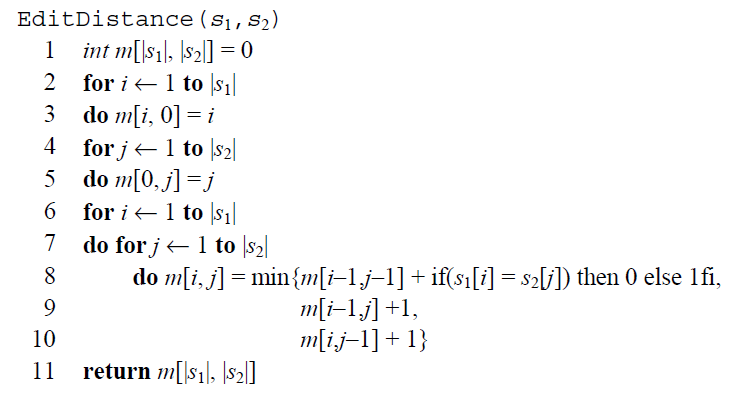 EditDistance(s₁, s₂)
1 int m[|s₁|, |s₂|] = 0
2 for i ← 1 to |s₁|
3 do m[i, 0] = i
4 for j ← 1 to |s₂|
5 do m[0, j] = j
6 for i ← 1 to |s₁|
7 do for j ← 1 to |s₂|
8 do m[i, j] = min{m[i–1,j–1] + if(s₁[i] = s₂[j]) then 0 else 1fi,
9 m[i–1,j] +1,
10 m[i,j–1] + 1}
11 return m[|s₁|, |s₂|]